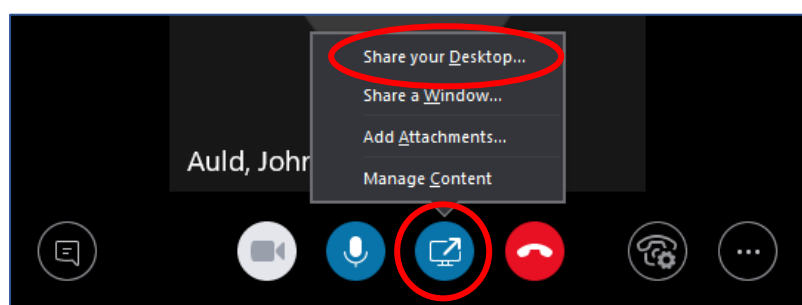 Share your Desktop...
Share a Window...
Add Attachments...
Auld, John
Manage Content